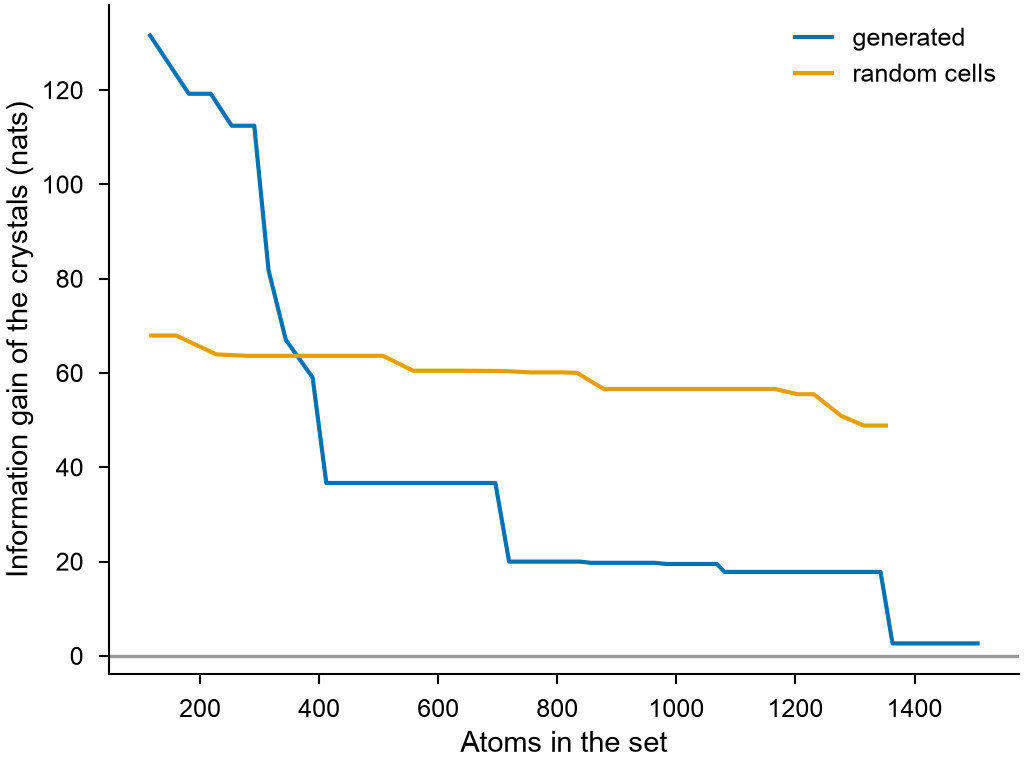 generated
random cells
Information gain of the crystals (nats)
120
100
80
60
40
20
0
200 400 600 800 1000 1200 1400
Atoms in the set